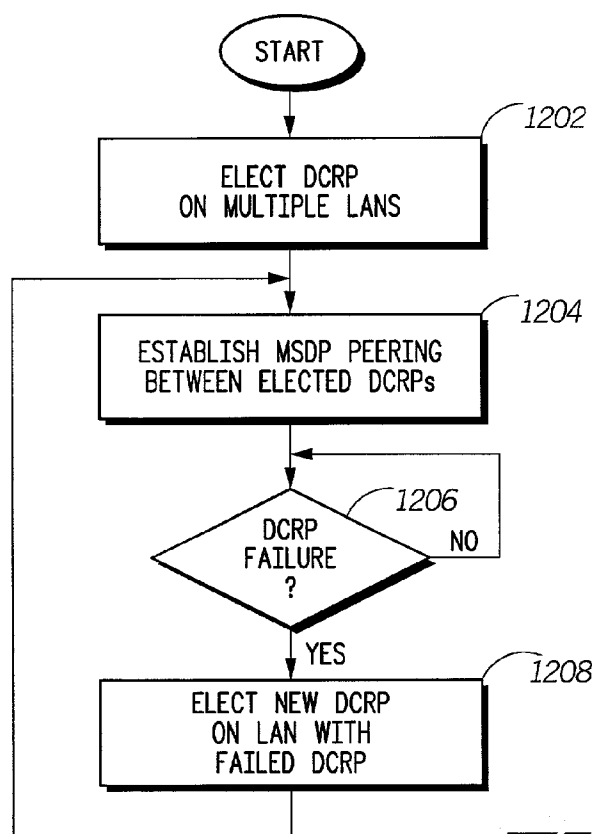 START
1202
ELECT DCRP
ON MULTIPLE LANS
1204
ESTABLISH MSDP PEERING
BETWEEN ELECTED DCRPs
1206
DCRP
FAILURE
?
NO
YES
1208
ELECT NEW DCRP
ON LAN WITH
FAILED DCRP